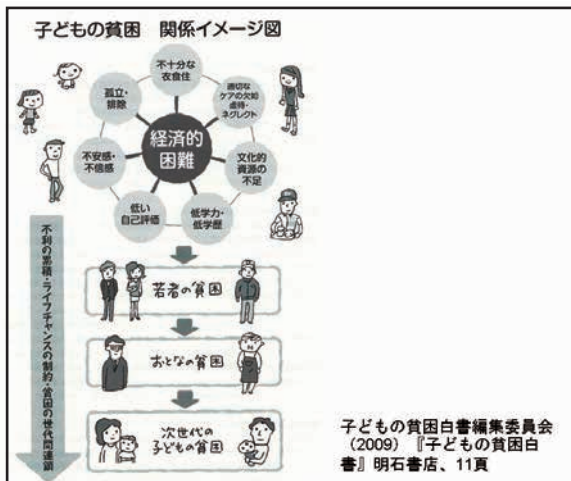 子どもの貧困 関係イメージ図
不十分な
衣食住
適切な
ケアの欠如
虐待・
ネグレクト
文化的
資源の
不足
低学力・
低学歴
低い
自己評価
不安感・
不信感
孤立・
排除
経済的
困難
若者の貧困
おとなの貧困
次世代の
子どもの貧困
不利の累積・ライフチャンスの制約・貧困の世代間連鎖
子どもの貧困白書編集委員会
(2009)『子どもの貧困白
書』明石書店、11頁